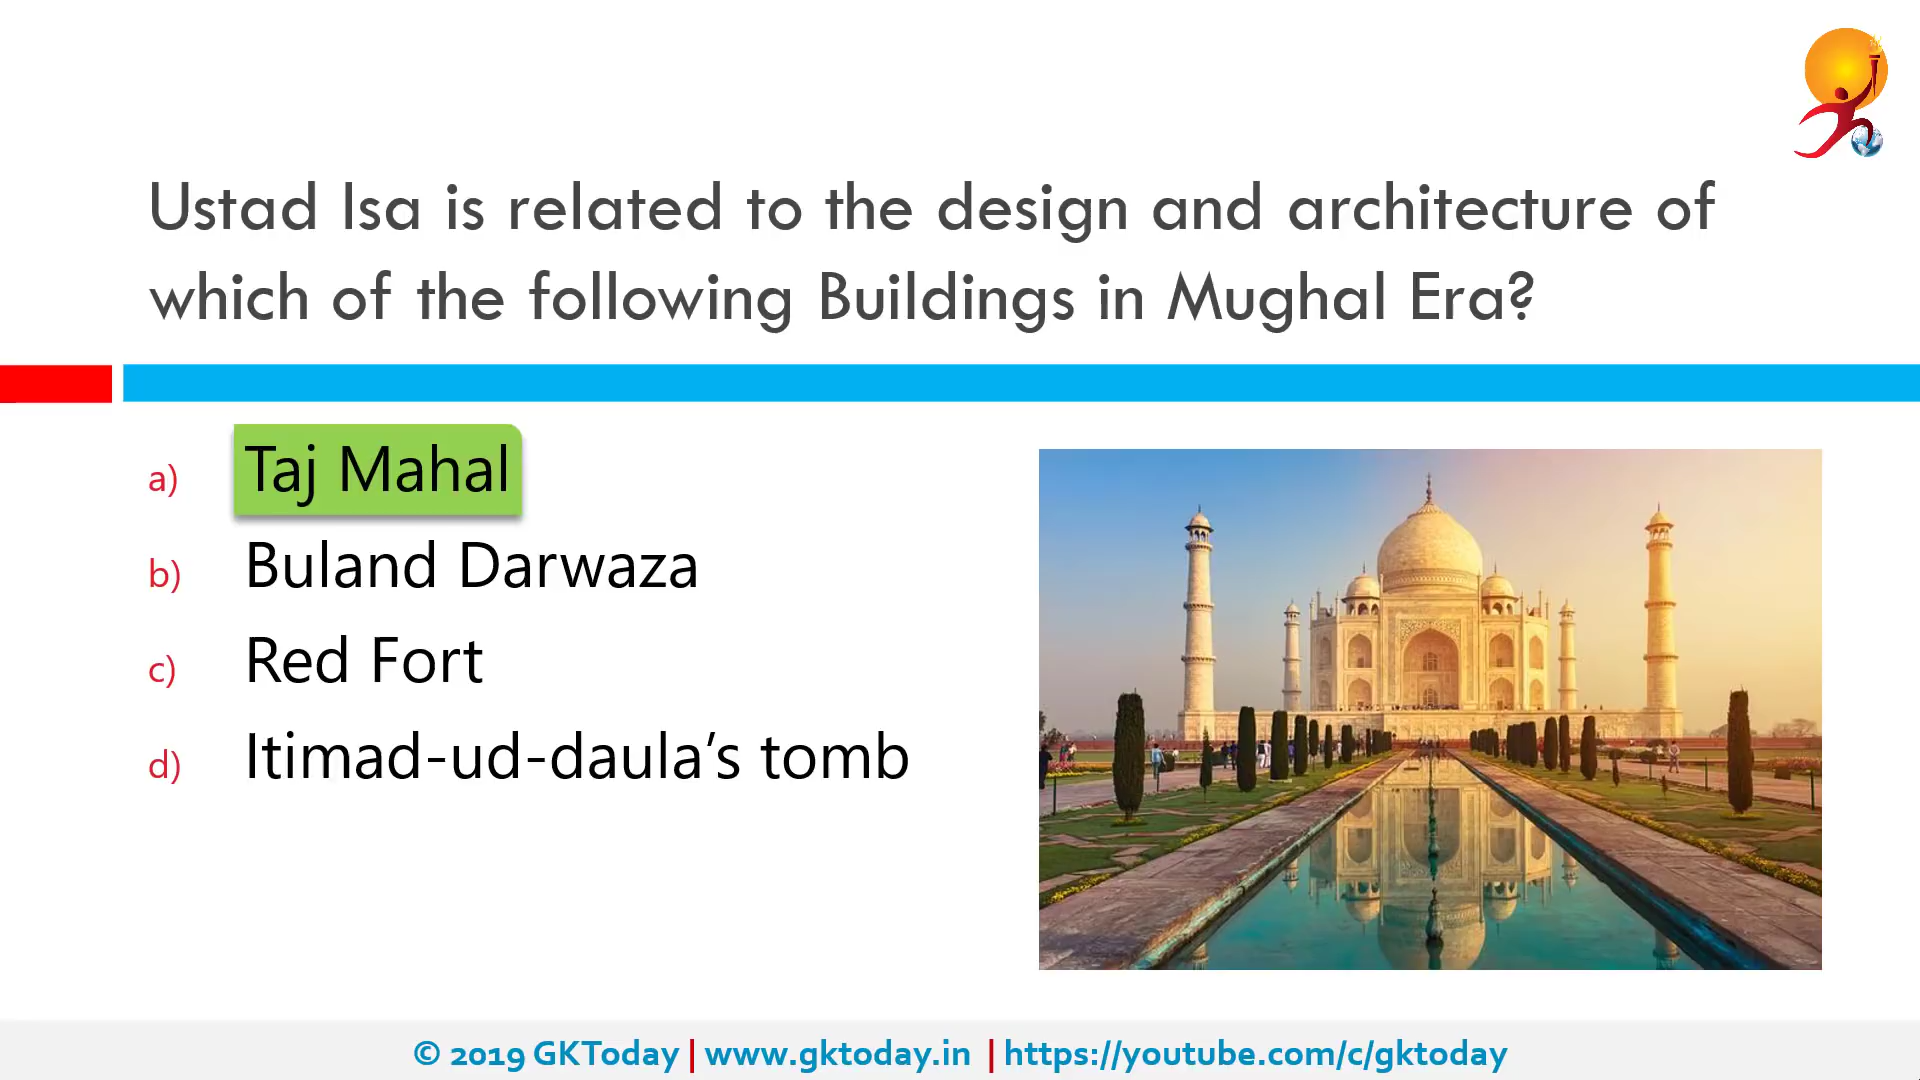 Ustad Isa is related to the design and architecture of
which of the following Buildings in Mughal Era?
a) Taj Mahal
b) Buland Darwaza
c) Red Fort
d) Itimad-ud-daula’s tomb
© 2019 GKToday | www.gktoday.in | https://youtube.com/c/gktoday